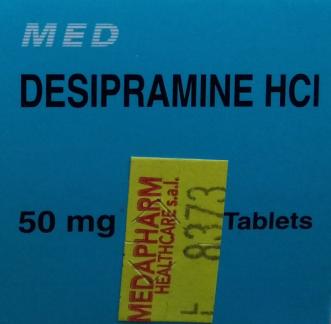 MED
DESIPRAMINE HCl
50 mg Tablets
MEDAPHARM
HEALTHCARE s.a.l.
L 8373